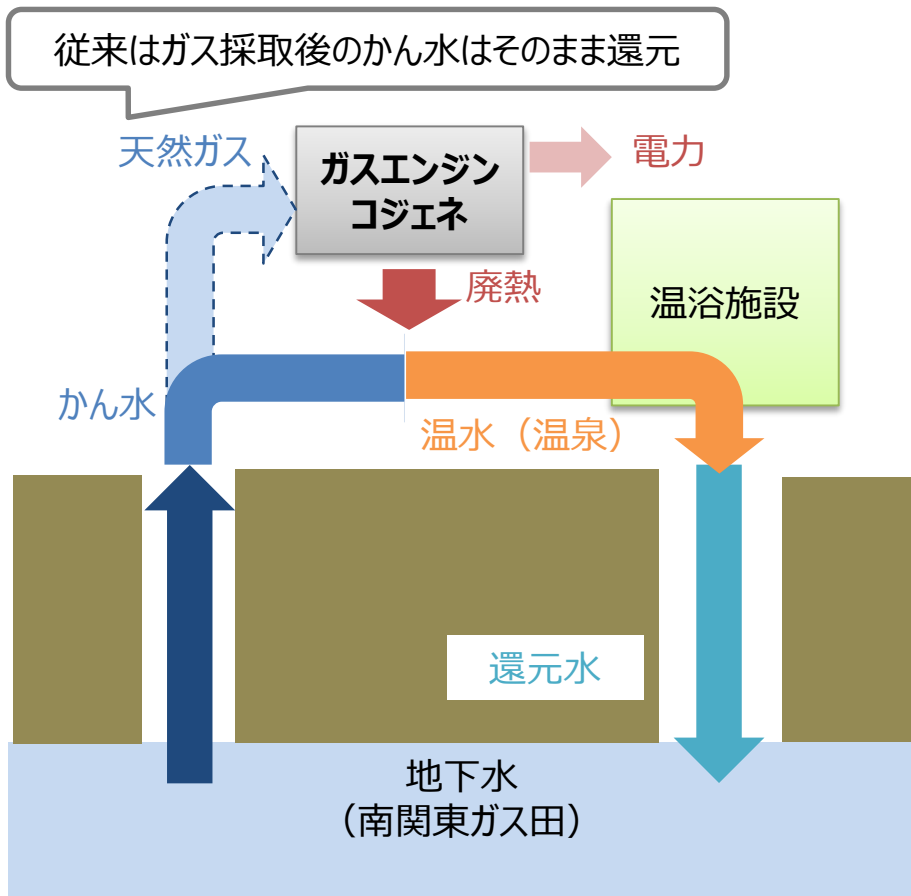 従来はガス採取後のかん水はそのまま還元
天然ガス
ガスエンジン
コジェネ
電力
廃熱
温浴施設
かん水
温水（温泉）
還元水
地下水
（南関東ガス田）